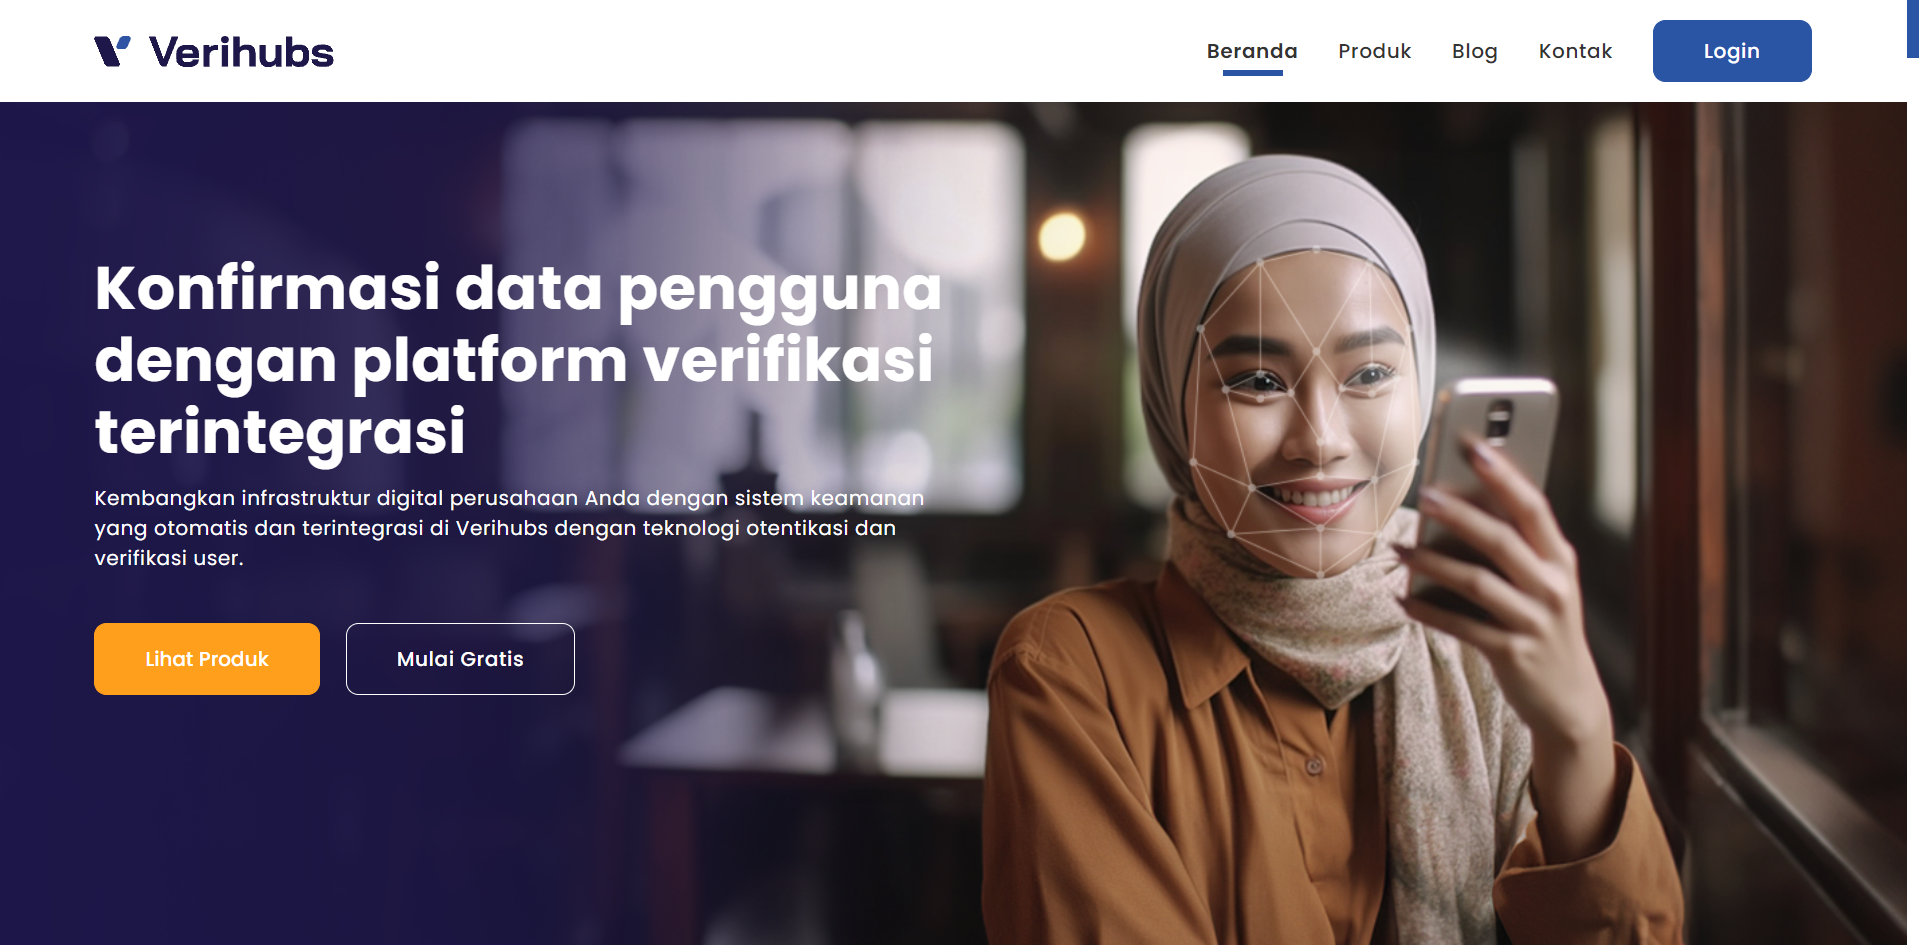 Verihubs
Beranda
Produk
Blog
Kontak
Login
Konfirmasi data pengguna
dengan platform verifikasi
terintegrasi
Kembangkan infrastruktur digital perusahaan Anda dengan sistem keamanan
yang otomatis dan terintegrasi di Verihubs dengan teknologi otentikasi dan
verifikasi user.
Lihat Produk
Mulai Gratis